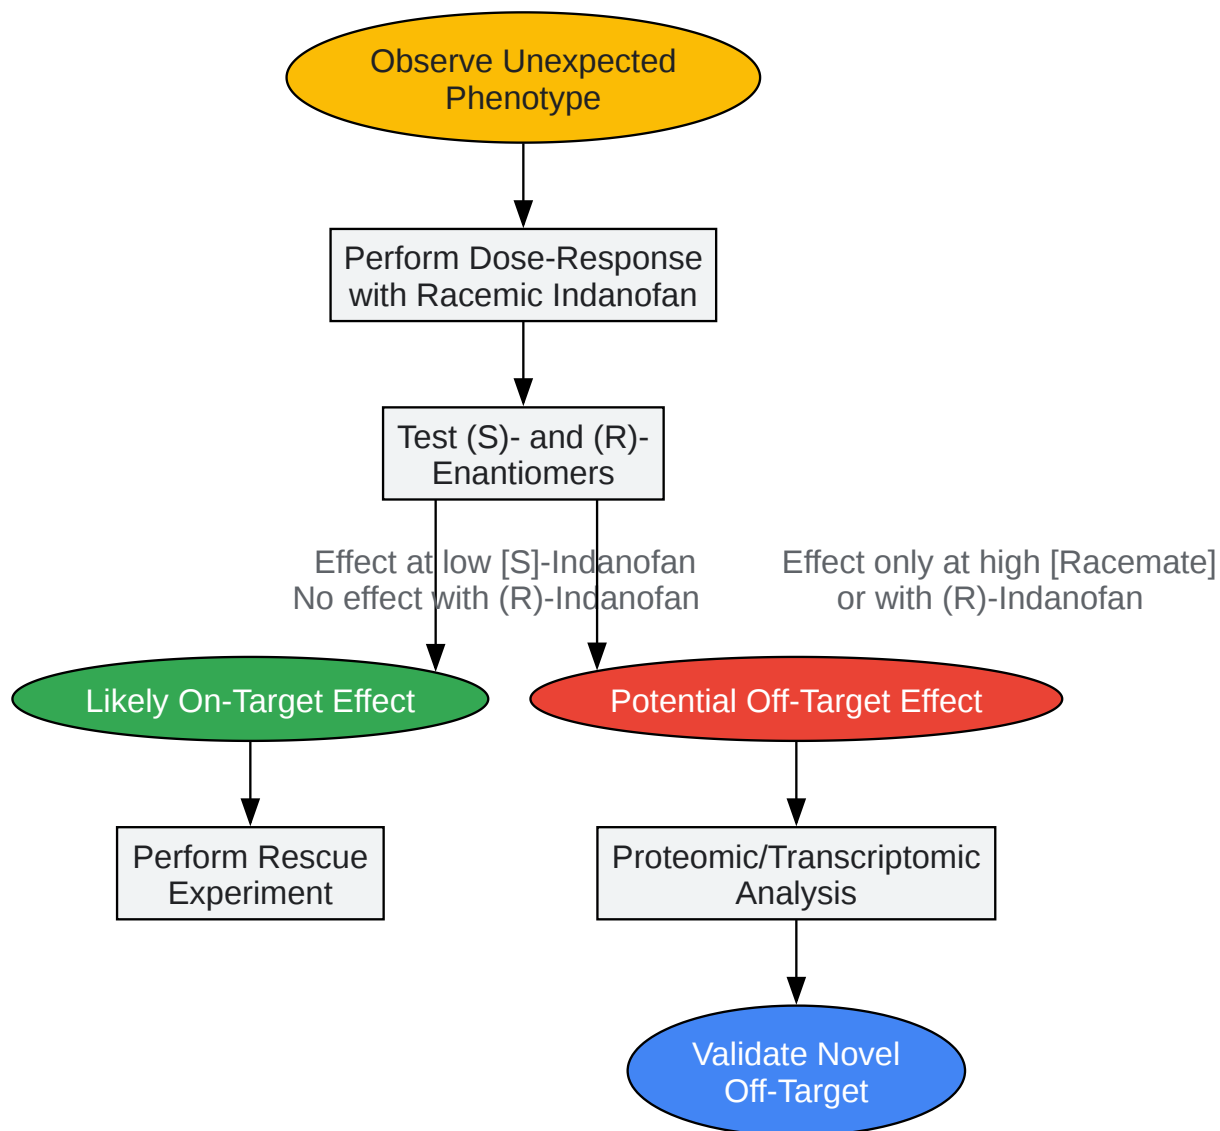 Observe Unexpected
Phenotype
Perform Dose-Response
with Racemic Indanofan
Test (S)- and (R)-
Enantiomers
Effect at low [S]-Indanofan
No effect with (R)-Indanofan
Effect only at high [Racemate]
or with (R)-Indanofan
Likely On-Target Effect
Potential Off-Target Effect
Perform Rescue
Experiment
Proteomic/Transcriptomic
Analysis
Validate Novel
Off-Target